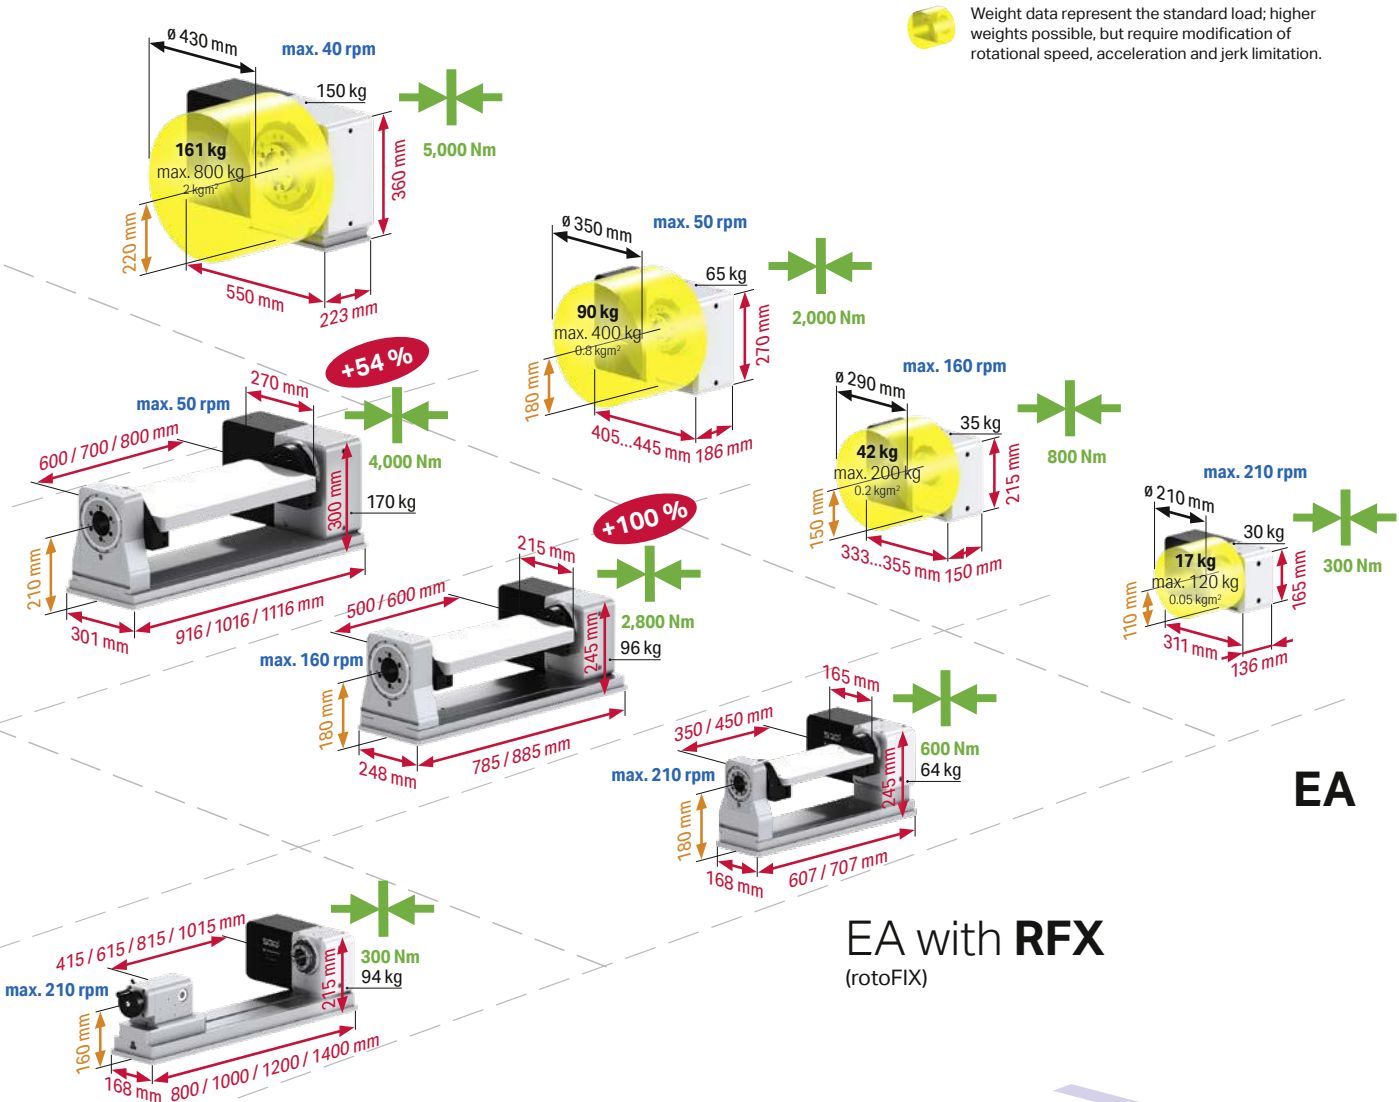 Weight data represent the standard load; higher
weights possible, but require modification of
rotational speed, acceleration and jerk limitation.
ø 430 mm
max. 40 rpm
150 kg
5,000 Nm
161 kg
max. 800 kg
2 kgm²
360 mm
220 mm
550 mm
223 mm
ø 350 mm
max. 50 rpm
65 kg
2,000 Nm
90 kg
max. 400 kg
0.8 kgm²
270 mm
180 mm
405...445 mm
186 mm
ø 290 mm
max. 160 rpm
35 kg
800 Nm
42 kg
max. 200 kg
0.2 kgm²
215 mm
150 mm
333...355 mm
150 mm
ø 210 mm
max. 210 rpm
30 kg
300 Nm
17 kg
max. 120 kg
0.05 kgm²
165 mm
110 mm
311 mm
136 mm
+54 %
270 mm
max. 50 rpm
600 / 700 / 800 mm
4,000 Nm
300 mm
170 kg
210 mm
301 mm
916 / 1016 / 1116 mm
+100 %
215 mm
500 / 600 mm
2,800 Nm
max. 160 rpm
245 mm
96 kg
180 mm
248 mm
785 / 885 mm
165 mm
350 / 450 mm
600 Nm
max. 210 rpm
245 mm
64 kg
180 mm
168 mm
607 / 707 mm
EA
EA with RFX
(rotoFIX)
415 / 615 / 815 / 1015 mm
300 Nm
max. 210 rpm
215 mm
94 kg
160 mm
168 mm
800 / 1000 / 1200 / 1400 mm